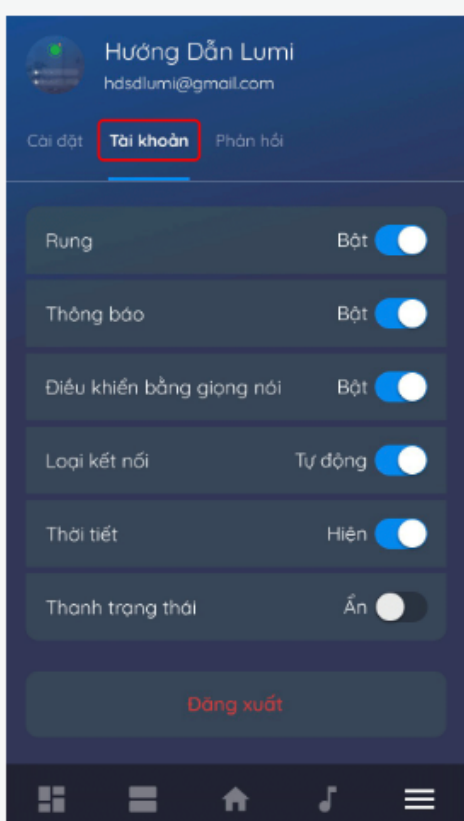 Hướng Dẫn Lumi
hdsdlumi@gmail.com
Cài đặt Tài khoản Phản hồi
Rung Bật
Thông báo Bật
Điều khiển bằng giọng nói Bật
Loại kết nối Tự động
Thời tiết Hiện
Thanh trạng thái Ẩn
Đăng xuất